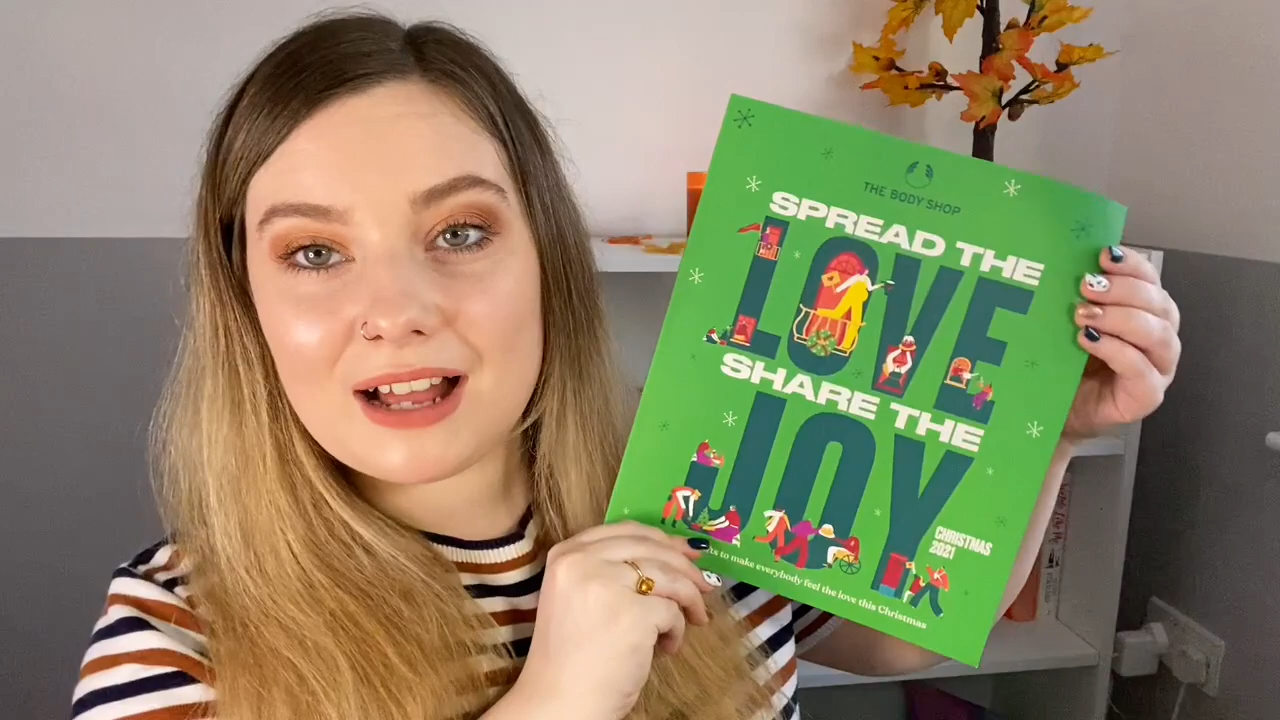 THE BODY SHOP
SPREAD THE
LOVE
SHARE THE
JOY
CHRISTMAS
2021
to make everybody feel the love this Christmas